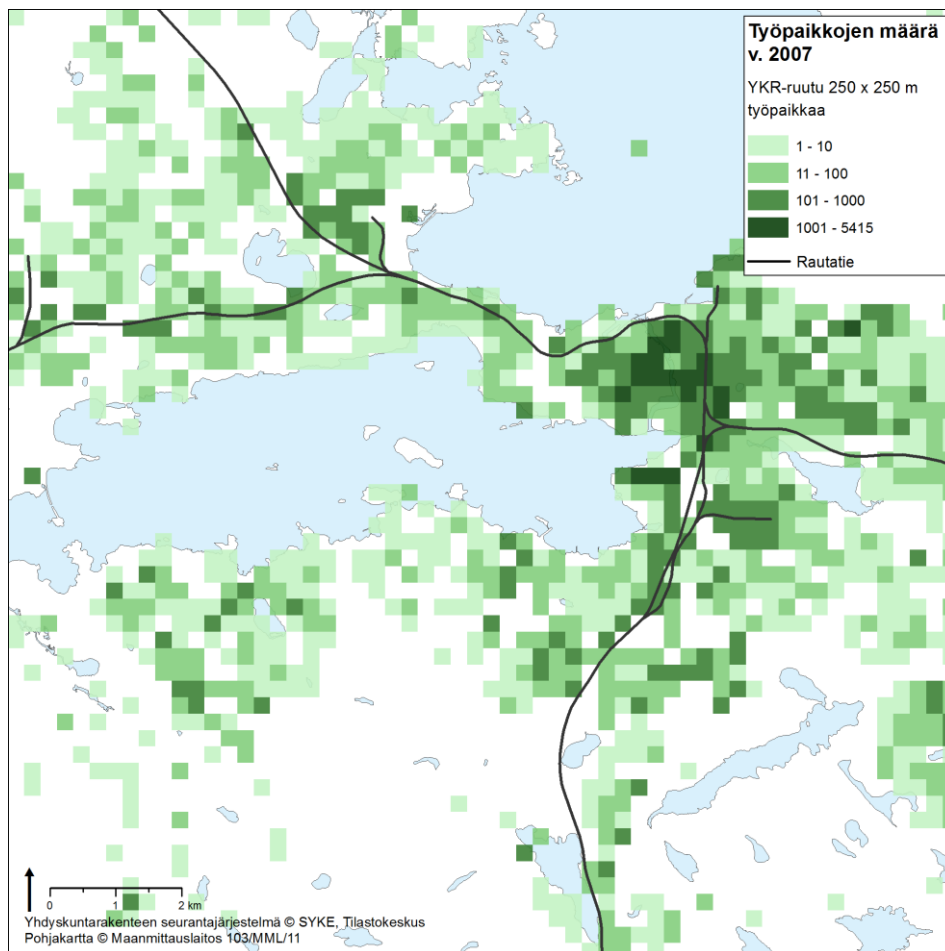 Työpaikkojen määrä
v. 2007
YKR-ruutu 250 x 250 m
työpaikkaa
1 - 10
11 - 100
101 - 1000
1001 - 5415
Rautatie
0 1 2 km
Yhdyskuntarakenteen seurantajärjestelmä © SYKE, Tilastokeskus
Pohjakartta © Maanmittauslaitos 103/MML/11